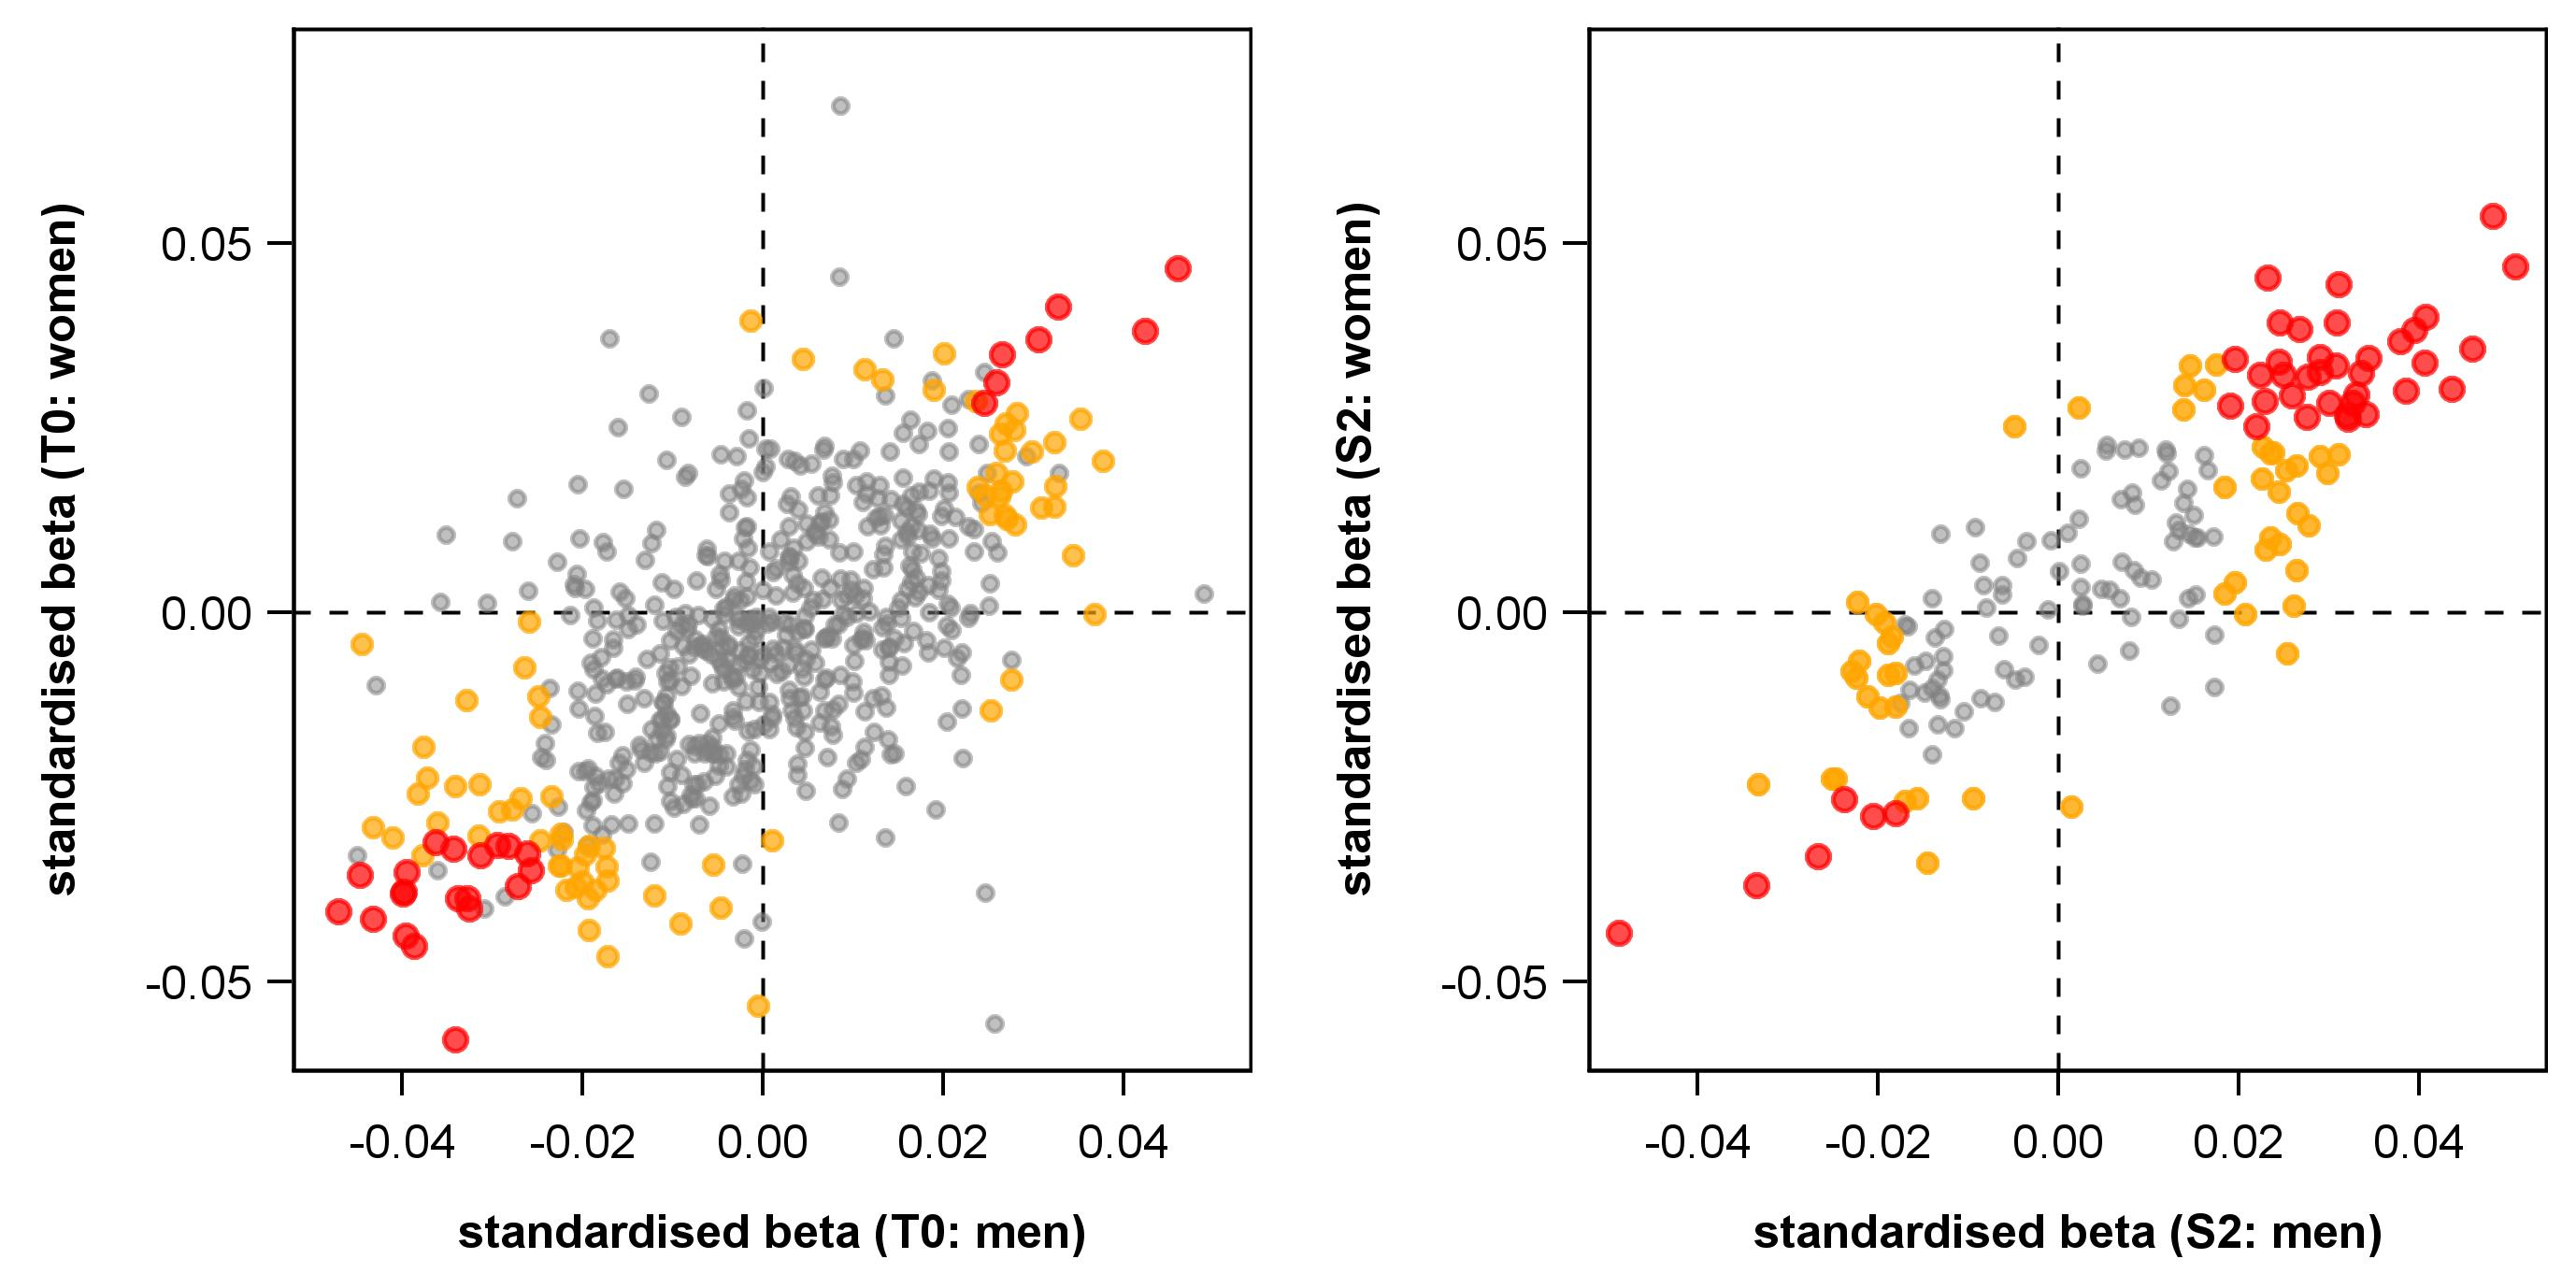 standardised beta (T0: women)
0.05
0.00
-0.05
-0.04 -0.02 0.00 0.02 0.04
standardised beta (T0: men)
standardised beta (S2: women)
0.05
0.00
-0.05
-0.04 -0.02 0.00 0.02 0.04
standardised beta (S2: men)